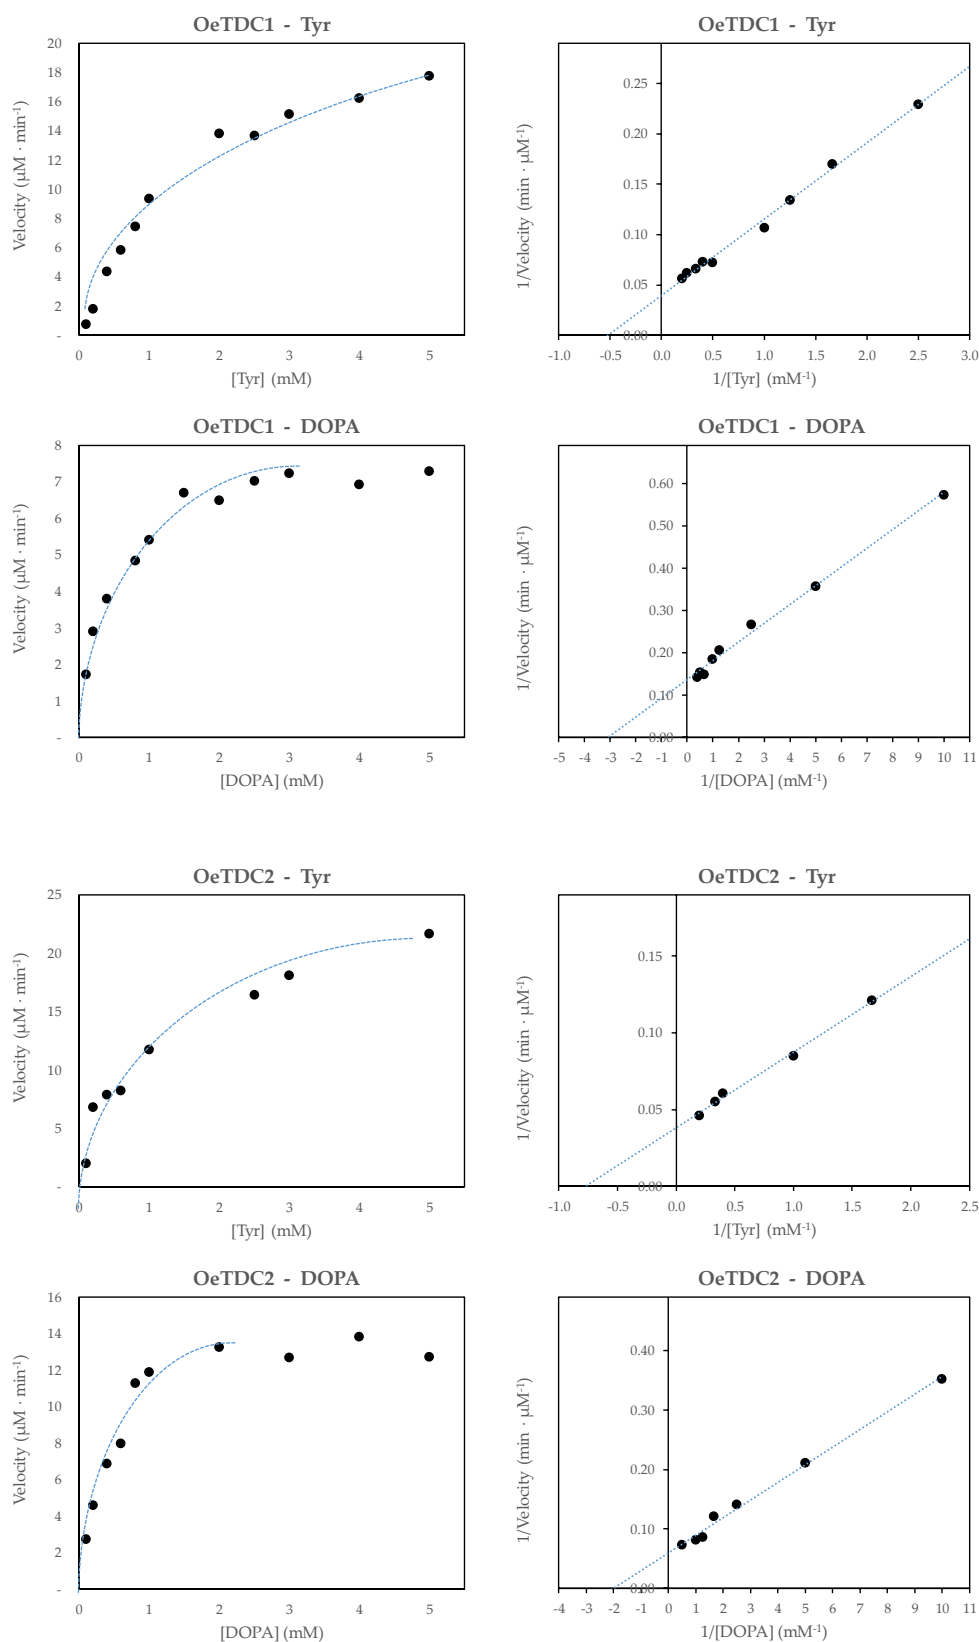 OeTDC1 - Tyr
20
18
16
14
12
10
8
6
4
2
-
0 1 2 3 4 5
Velocity (µM · min⁻¹)
[Tyr] (mM)
OeTDC1 - Tyr
0.25
0.20
0.15
0.10
0.05
0.00
-1.0 -0.5 0.0 0.5 1.0 1.5 2.0 2.5 3.0
1/Velocity (min · µM⁻¹)
1/[Tyr] (mM⁻¹)
OeTDC1 - DOPA
8
7
6
5
4
3
2
1
-
0 1 2 3 4 5
Velocity (µM · min⁻¹)
[DOPA] (mM)
OeTDC1 - DOPA
0.60
0.50
0.40
0.30
0.20
0.10
0.00
-5 -4 -3 -2 -1 0 1 2 3 4 5 6 7 8 9 10 11
1/Velocity (min · µM⁻¹)
1/[DOPA] (mM⁻¹)
OeTDC2 - Tyr
25
20
15
10
5
-
0 1 2 3 4 5
Velocity (µM · min⁻¹)
[Tyr] (mM)
OeTDC2 - Tyr
0.15
0.10
0.05
0.00
-1.0 -0.5 0.0 0.5 1.0 1.5 2.0 2.5
1/Velocity (min · µM⁻¹)
1/[Tyr] (mM⁻¹)
OeTDC2 - DOPA
16
14
12
10
8
6
4
2
-
0 1 2 3 4 5
Velocity (µM · min⁻¹)
[DOPA] (mM)
OeTDC2 - DOPA
0.40
0.30
0.20
0.10
0.00
-4 -3 -2 -1 0 1 2 3 4 5 6 7 8 9 10 11
1/Velocity (min · µM⁻¹)
1/[DOPA] (mM⁻¹)